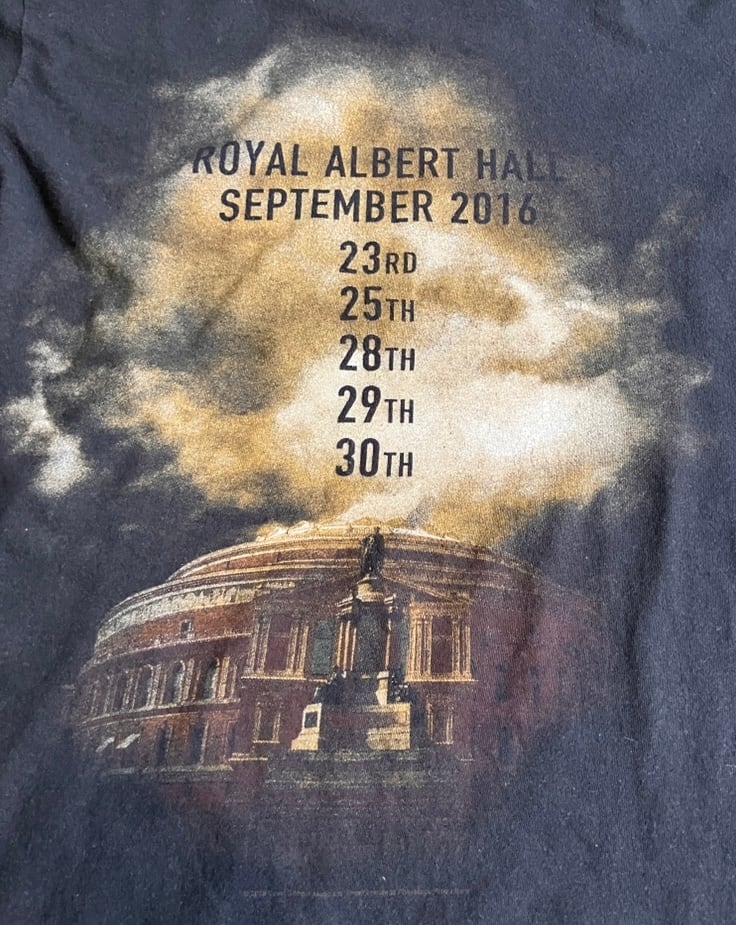 ROYAL ALBERT HALL
SEPTEMBER 2016
23RD
25TH
28TH
29TH
30TH